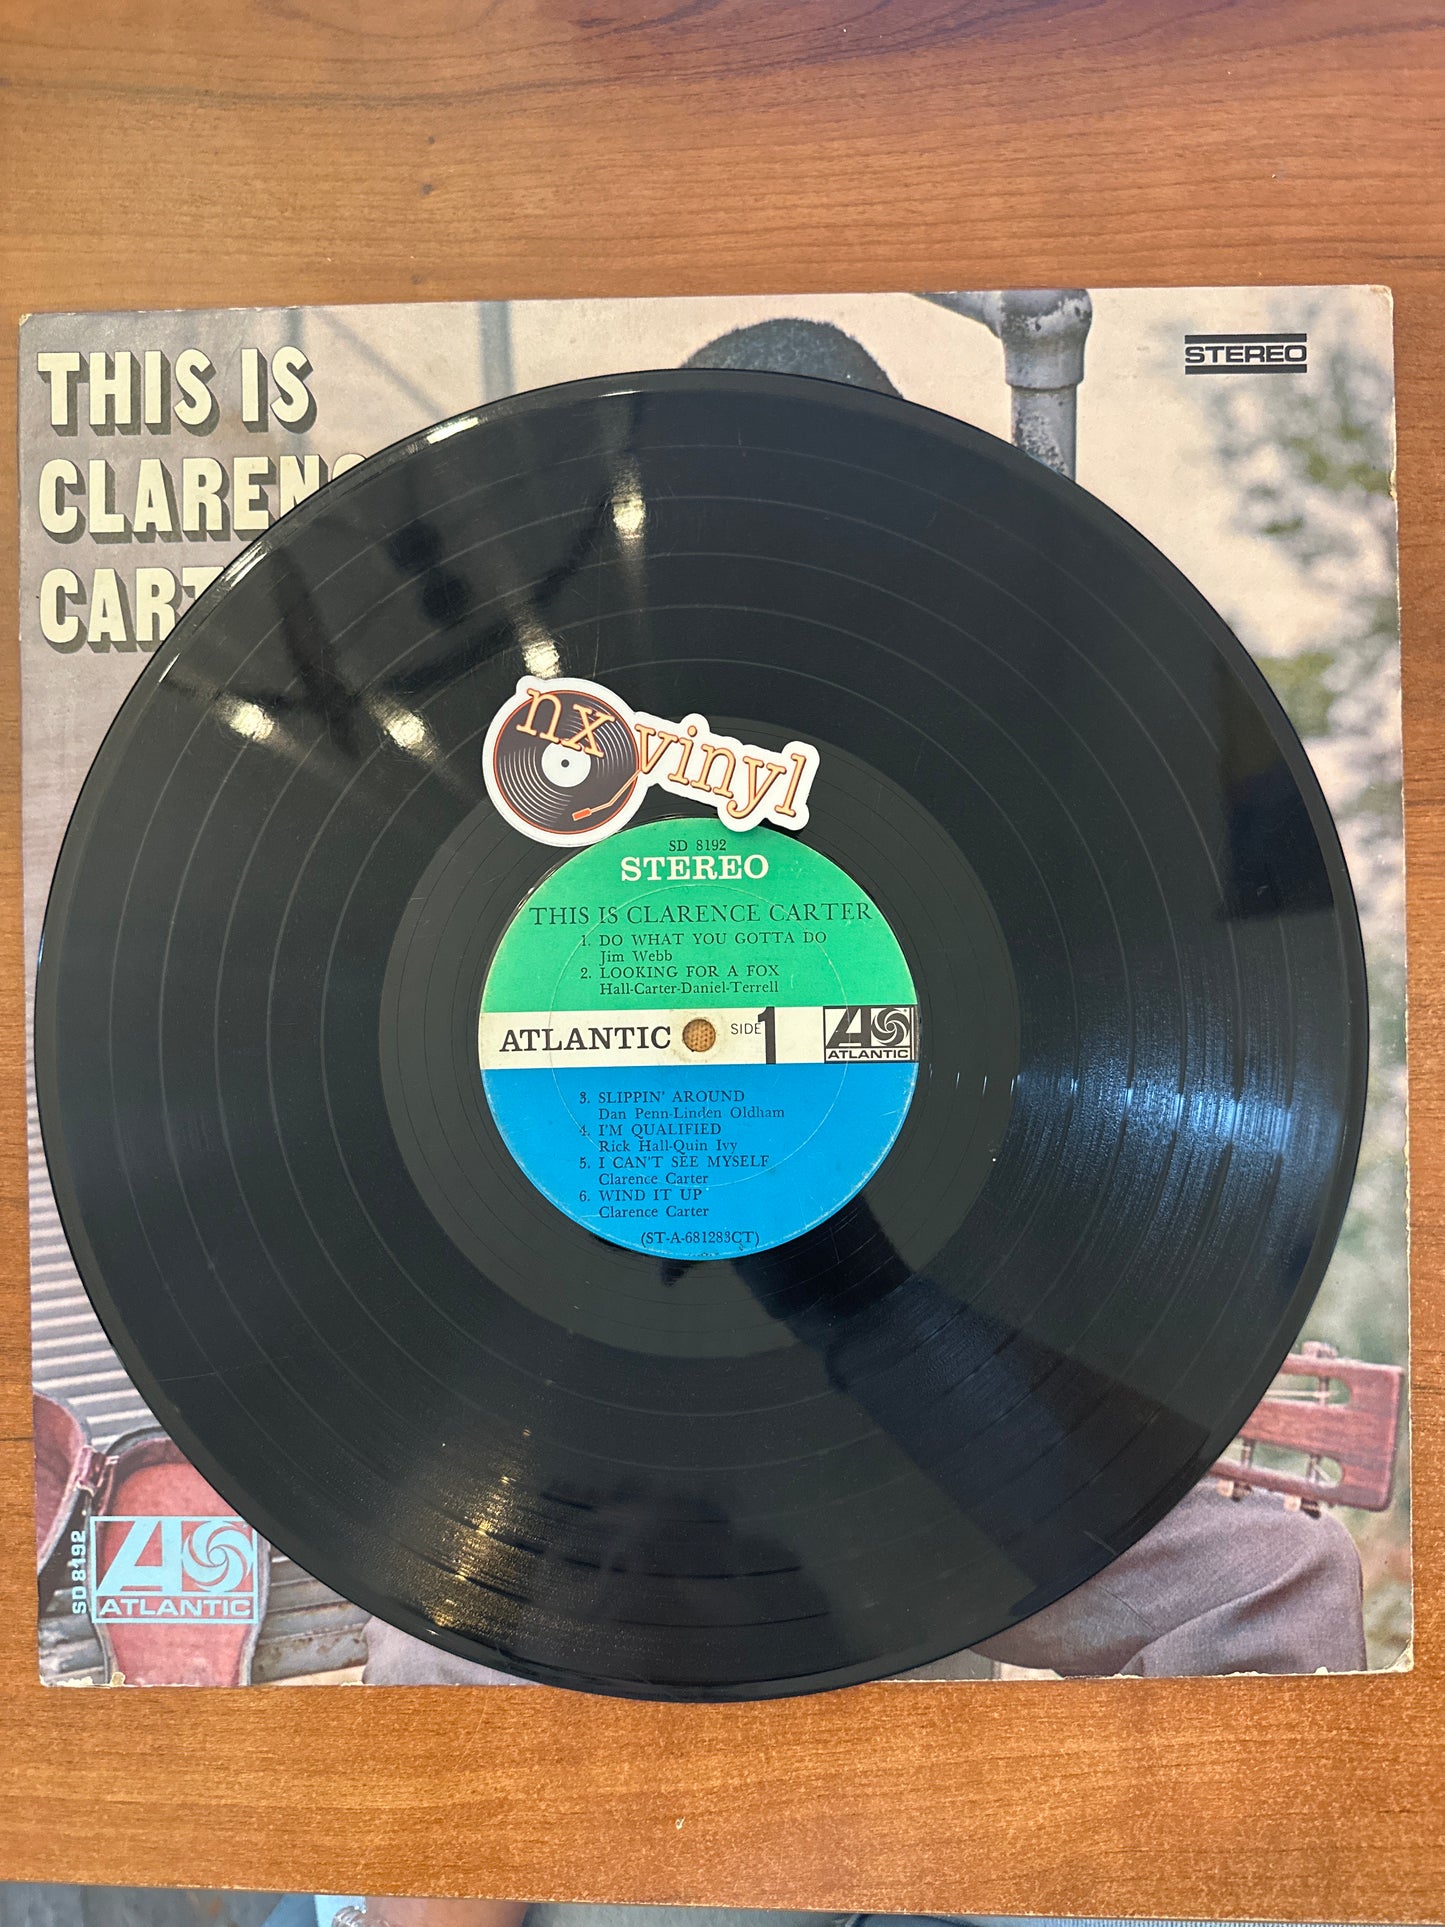 THIS IS
CLARENC
CART
STEREO
nx vinyl
SD 8192
STEREO
THIS IS CLARENCE CARTER
1. DO WHAT YOU GOTTA DO
Jim Webb
2. LOOKING FOR A FOX
Hall-Carter-Daniel-Terrell
ATLANTIC SIDE 1 A ATLANTIC
3. SLIPPIN' AROUND
Dan Penn-Linden Oldham
4. I'M QUALIFIED
Rick Hall-Quin Ivy
5. I CAN'T SEE MYSELF
Clarence Carter
6. WIND IT UP
Clarence Carter
(ST-A-681283CT)
SD 8192
A
ATLANTIC